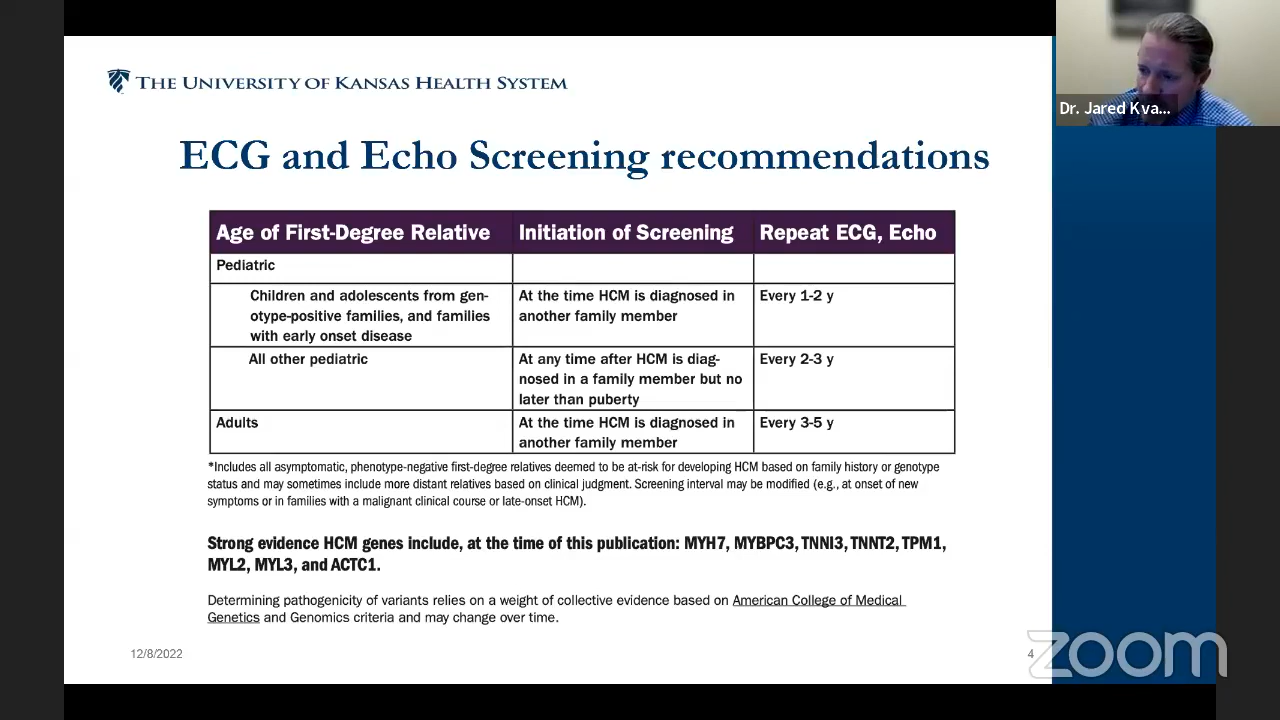 THE UNIVERSITY OF KANSAS HEALTH SYSTEM
Dr. Jared Kva...
ECG and Echo Screening recommendations
Age of First-Degree Relative Initiation of Screening Repeat ECG, Echo
Pediatric
Children and adolescents from gen-
otype-positive families, and families
with early onset disease
At the time HCM is diagnosed in
another family member
Every 1-2 y
All other pediatric
At any time after HCM is diag-
nosed in a family member but no
later than puberty
Every 2-3 y
Adults
At the time HCM is diagnosed in
another family member
Every 3-5 y
*Includes all asymptomatic, phenotype-negative first-degree relatives deemed to be at-risk for developing HCM based on family history or genotype
status and may sometimes include more distant relatives based on clinical judgment. Screening interval may be modified (e.g., at onset of new
symptoms or in families with a malignant clinical course or late-onset HCM).
Strong evidence HCM genes include, at the time of this publication: MYH7, MYBPC3, TNNI3, TNNT2, TPM1,
MYL2, MYL3, and ACTC1.
Determining pathogenicity of variants relies on a weight of collective evidence based on American College of Medical
Genetics and Genomics criteria and may change over time.
12/8/2022
4
zoom